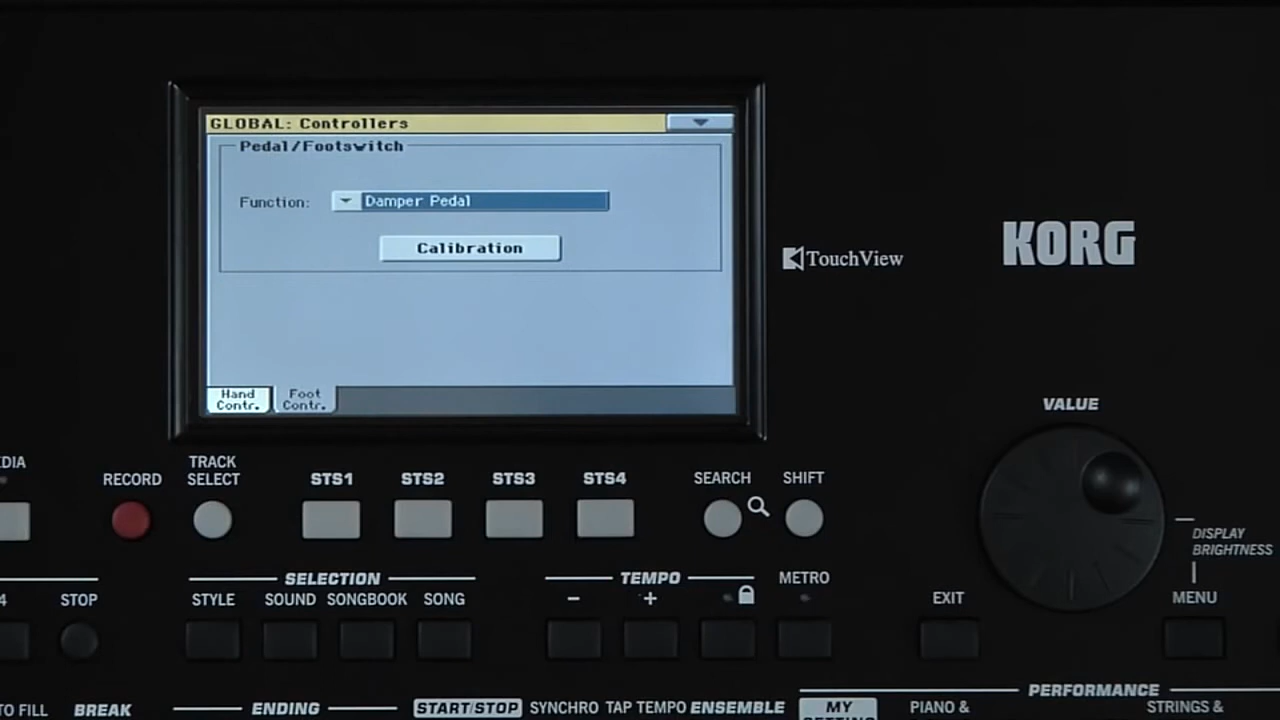 GLOBAL: Controllers
Pedal/Footswitch
Function: Damper Pedal
Calibration
Hand Contr.
Foot Contr.
TouchView
KORG
VALUE
RECORD
TRACK SELECT
STS1 STS2 STS3 STS4
SEARCH
SHIFT
DISPLAY BRIGHTNESS
SELECTION
TEMPO
METRO
STOP
STYLE SOUND SONGBOOK SONG
- +
EXIT
MENU
PERFORMANCE
FILL BREAK
ENDING
START/STOP
SYNCHRO
TAP TEMPO
ENSEMBLE
MY
PIANO &
STRINGS &